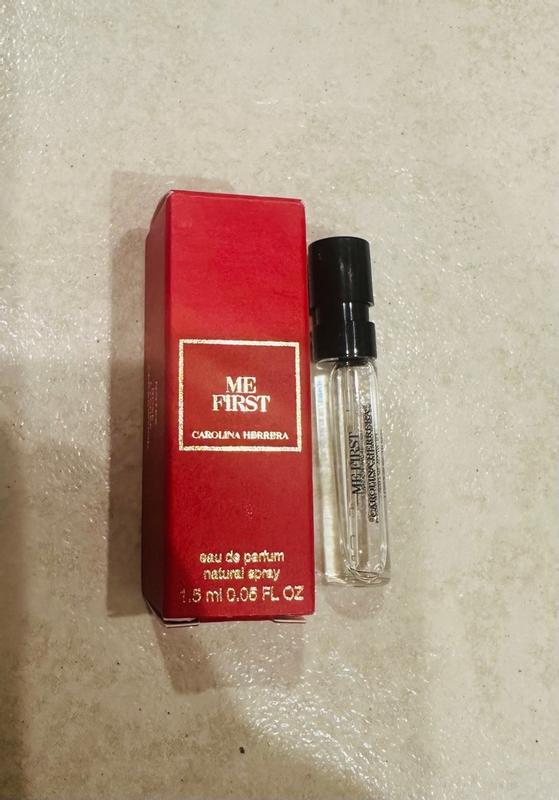 ME
FIRST
CAROLINA HERRERA
eau de parfum
natural spray
1.5 ml 0.05 FL OZ
ME FIRST
CAROLINA HERRERA